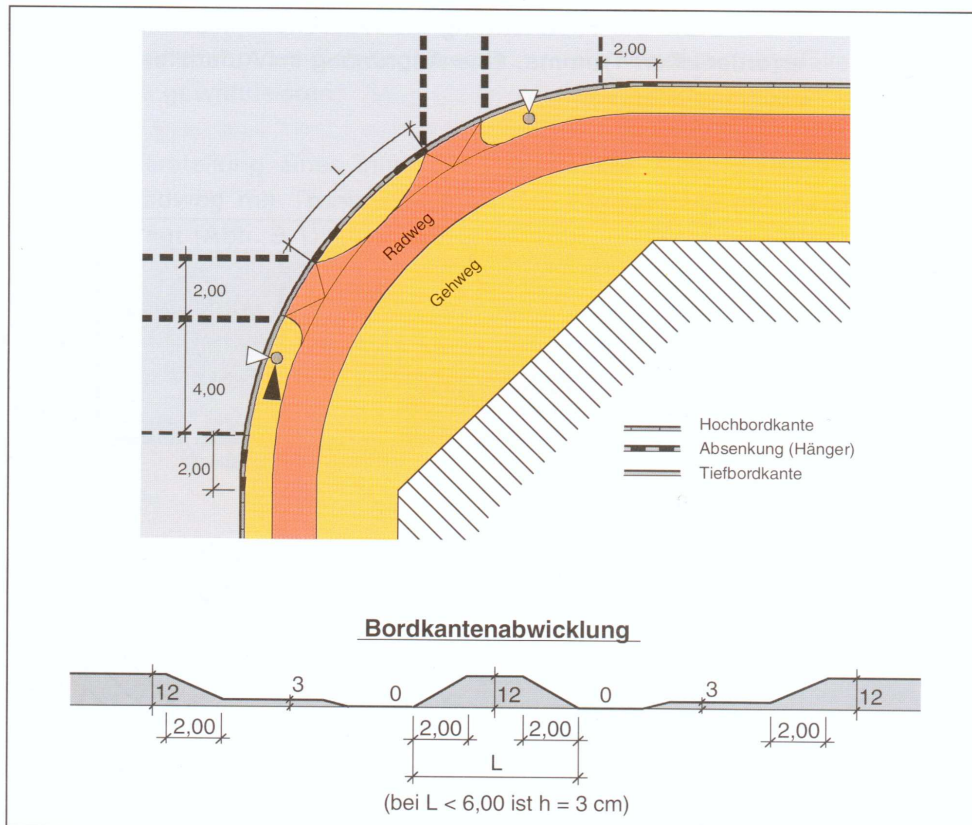 2,00
L
Radweg
Gehweg
2,00
4,00
2,00
Hochbordkante
Absenkung (Hänger)
Tiefbordkante
Bordkantenabwicklung
12 3 0 12 0 3 12
2,00 2,00 2,00 2,00
L
(bei L < 6,00 ist h = 3 cm)